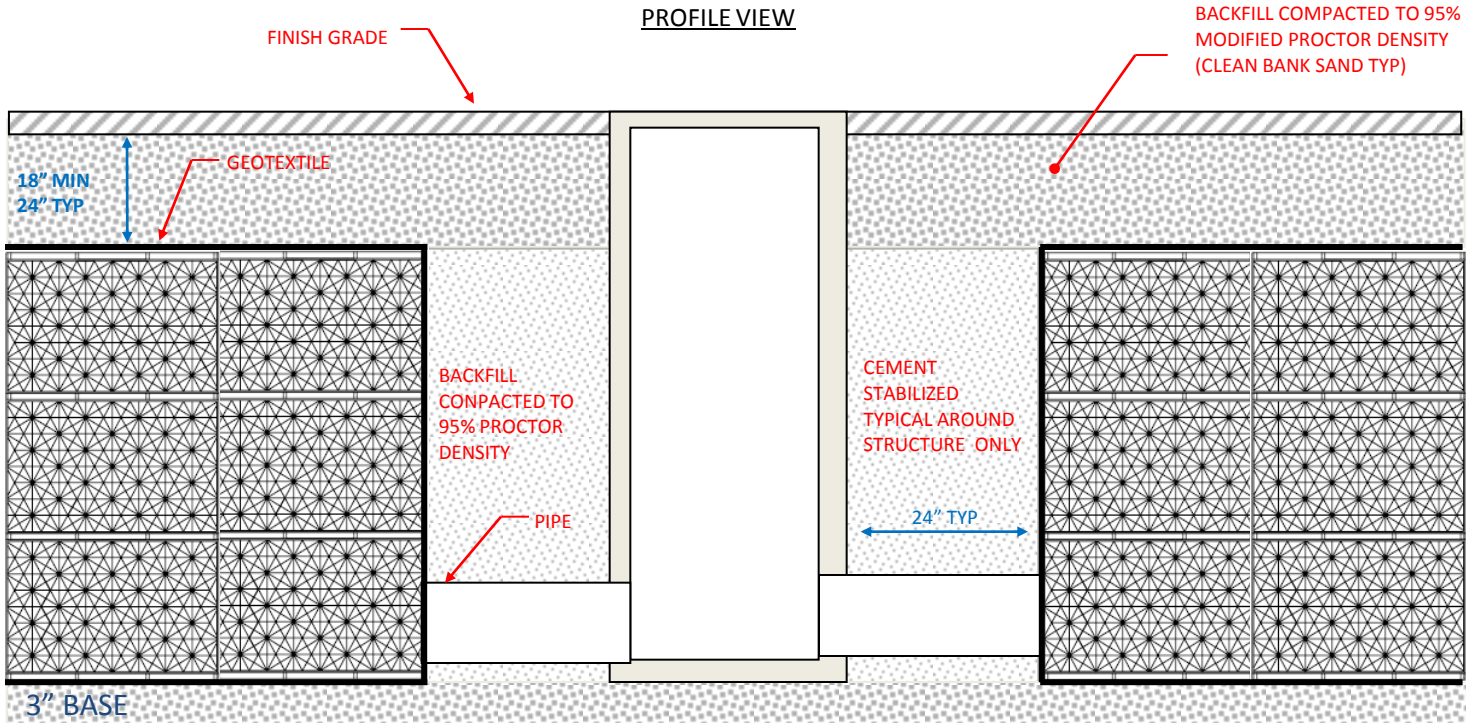 PROFILE VIEW
FINISH GRADE
BACKFILL COMPACTED TO 95%
MODIFIED PROCTOR DENSITY
(CLEAN BANK SAND TYP)
GEOTEXTILE
18” MIN
24” TYP
BACKFILL
CONPACTED TO
95% PROCTOR
DENSITY
CEMENT
STABILIZED
TYPICAL AROUND
STRUCTURE ONLY
PIPE
24” TYP
3” BASE